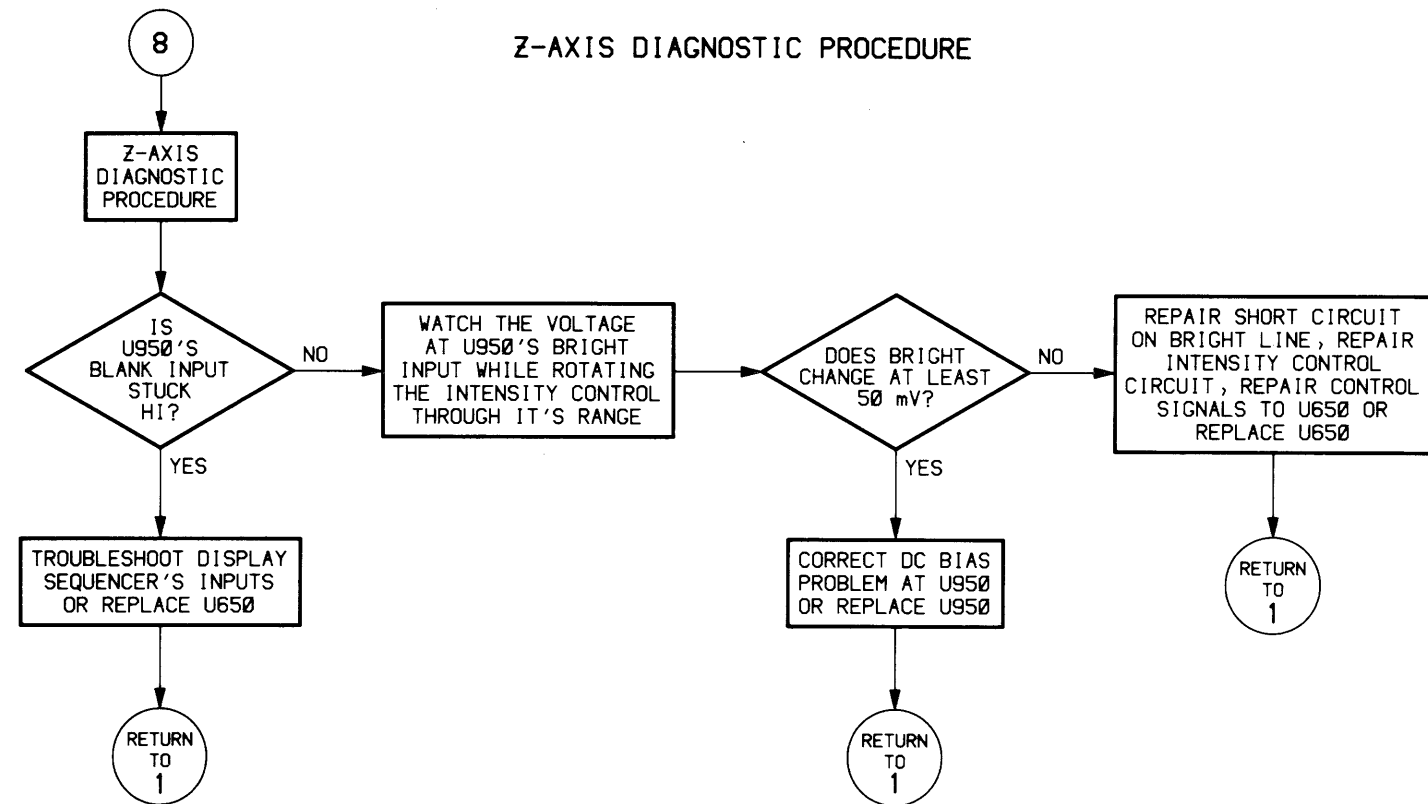 8
Z-AXIS DIAGNOSTIC PROCEDURE
Z-AXIS
DIAGNOSTIC
PROCEDURE
IS
U950'S
BLANK INPUT
STUCK
HI?
NO
YES
WATCH THE VOLTAGE
AT U950'S BRIGHT
INPUT WHILE ROTATING
THE INTENSITY CONTROL
THROUGH IT'S RANGE
DOES BRIGHT
CHANGE AT LEAST
50 mV?
NO
YES
REPAIR SHORT CIRCUIT
ON BRIGHT LINE, REPAIR
INTENSITY CONTROL
CIRCUIT, REPAIR CONTROL
SIGNALS TO U650 OR
REPLACE U650
TROUBLESHOOT DISPLAY
SEQUENCER'S INPUTS
OR REPLACE U650
CORRECT DC BIAS
PROBLEM AT U950
OR REPLACE U950
RETURN
TO
1
RETURN
TO
1
RETURN
TO
1